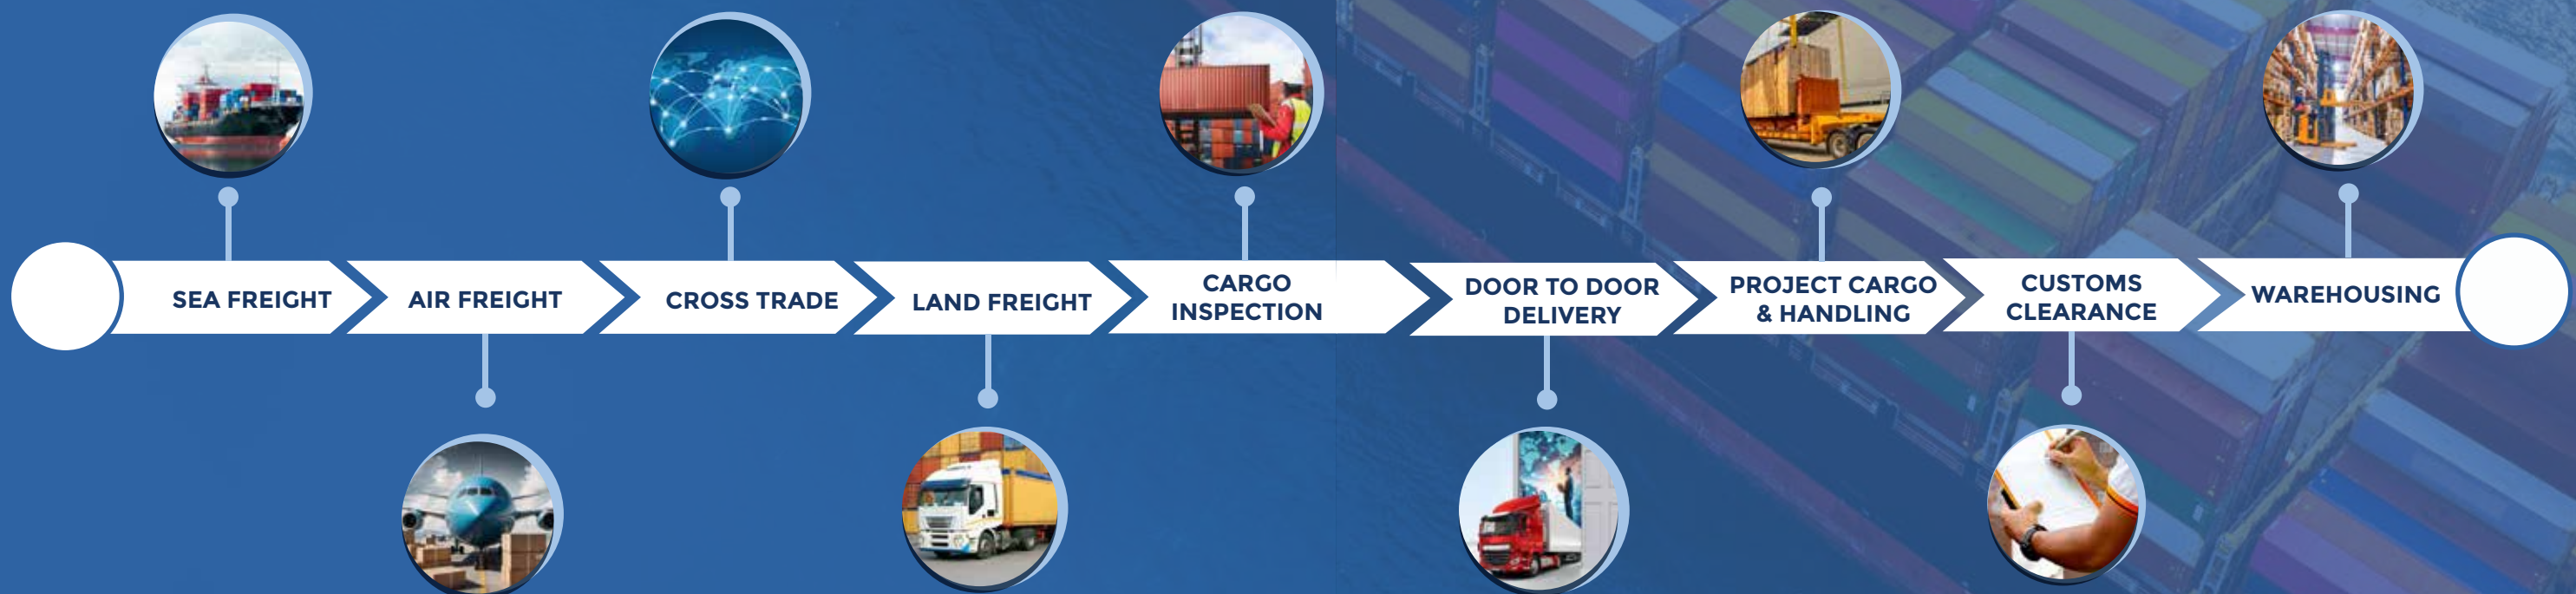 SEA FREIGHT
AIR FREIGHT
CROSS TRADE
LAND FREIGHT
CARGO
INSPECTION
DOOR TO DOOR
DELIVERY
PROJECT CARGO
& HANDLING
CUSTOMS
CLEARANCE
WAREHOUSING